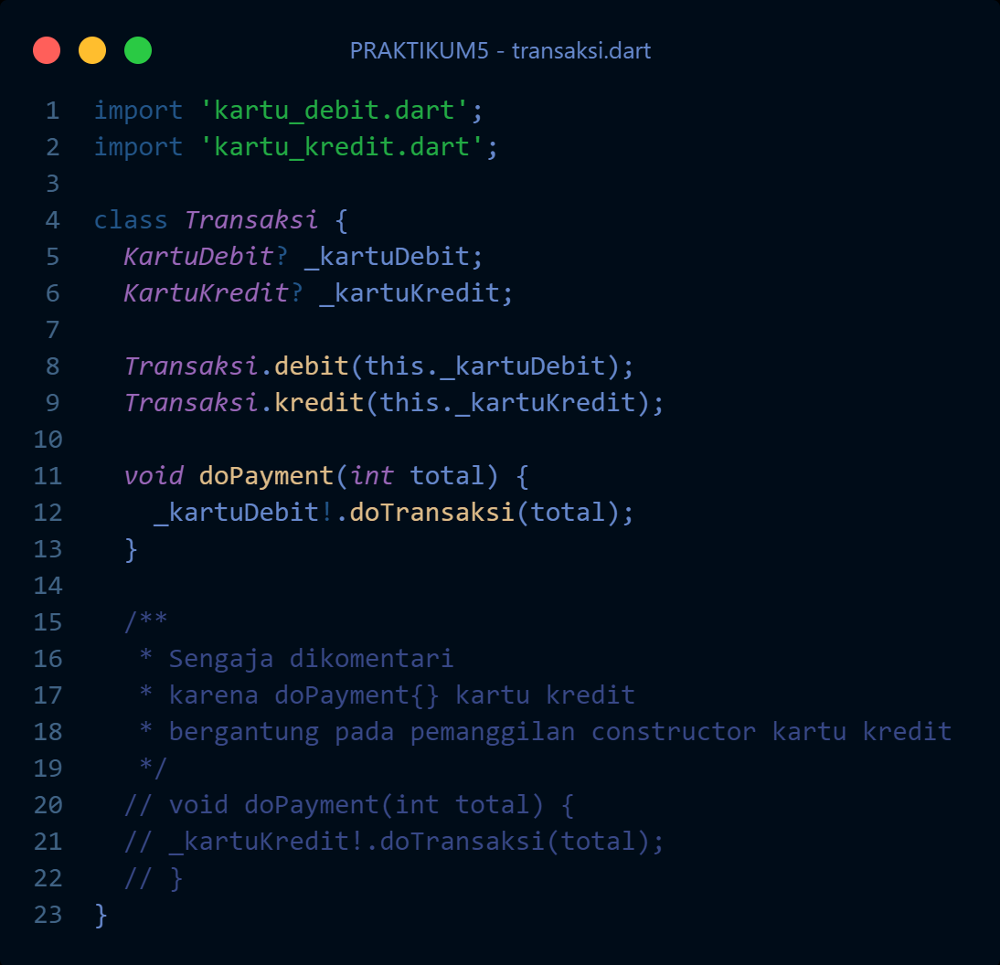 PRAKTIKUM5 - transaksi.dart
1 import 'kartu_debit.dart';
2 import 'kartu_kredit.dart';
3
4 class Transaksi {
5   KartuDebit? _kartuDebit;
6   KartuKredit? _kartuKredit;
7
8   Transaksi.debit(this._kartuDebit);
9   Transaksi.kredit(this._kartuKredit);
10
11   void doPayment(int total) {
12     _kartuDebit!.doTransaksi(total);
13   }
14
15   /**
16    * Sengaja dikomentari
17    * karena doPayment{} kartu kredit
18    * bergantung pada pemanggilan constructor kartu kredit
19    */
20   // void doPayment(int total) {
21   // _kartuKredit!.doTransaksi(total);
22   // }
23 }